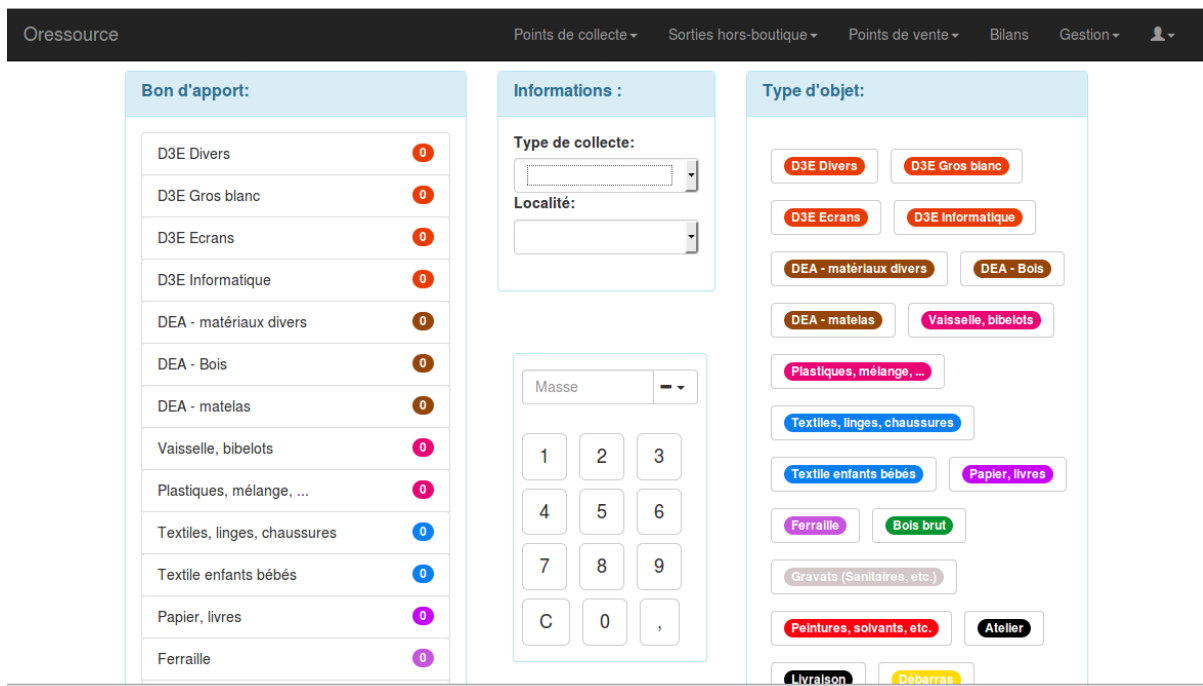 Oressource Points de collecte Sorties hors-boutique Points de vente Bilans Gestion
Bon d'apport:
D3E Divers 0
D3E Gros blanc 0
D3E Ecrans 0
D3E Informatique 0
DEA - matériaux divers 0
DEA - Bois 0
DEA - matelas 0
Vaisselle, bibelots 0
Plastiques, mélange, ... 0
Textiles, linges, chaussures 0
Textile enfants bébés 0
Papier, livres 0
Ferraille 0
Informations :
Type de collecte:
Localité:
Masse
1 2 3
4 5 6
7 8 9
C 0 ,
Type d'objet:
D3E Divers D3E Gros blanc
D3E Ecrans D3E Informatique
DEA - matériaux divers DEA - Bois
DEA - matelas Vaisselle, bibelots
Plastiques, mélange, ...
Textiles, linges, chaussures
Textile enfants bébés Papier, livres
Ferraille Bois brut
Gravats (Sanitaires, etc.)
Peintures, solvants, etc. Atelier
Livraison Débarras